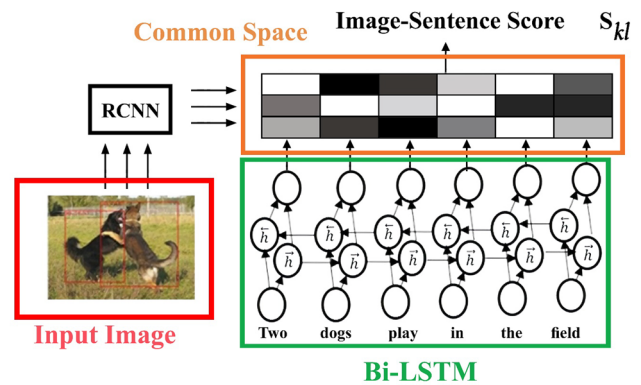 Image-Sentence Score S_kl
Common Space
RCNN
Input Image
←h ←h ←h ←h ←h ←h
→h →h →h →h →h →h
Two dogs play in the field
Bi-LSTM